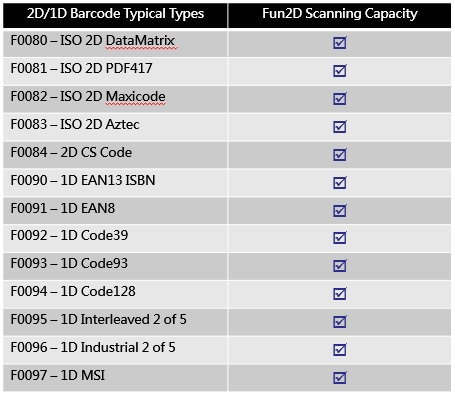 2D/1D Barcode Typical Types Fun2D Scanning Capacity
F0080 – ISO 2D DataMatrix ☑
F0081 – ISO 2D PDF417 ☑
F0082 – ISO 2D Maxicode ☑
F0083 – ISO 2D Aztec ☑
F0084 – 2D CS Code ☑
F0090 – 1D EAN13 ISBN ☑
F0091 – 1D EAN8 ☑
F0092 – 1D Code39 ☑
F0093 – 1D Code93 ☑
F0094 – 1D Code128 ☑
F0095 – 1D Interleaved 2 of 5 ☑
F0096 – 1D Industrial 2 of 5 ☑
F0097 – 1D MSI ☑